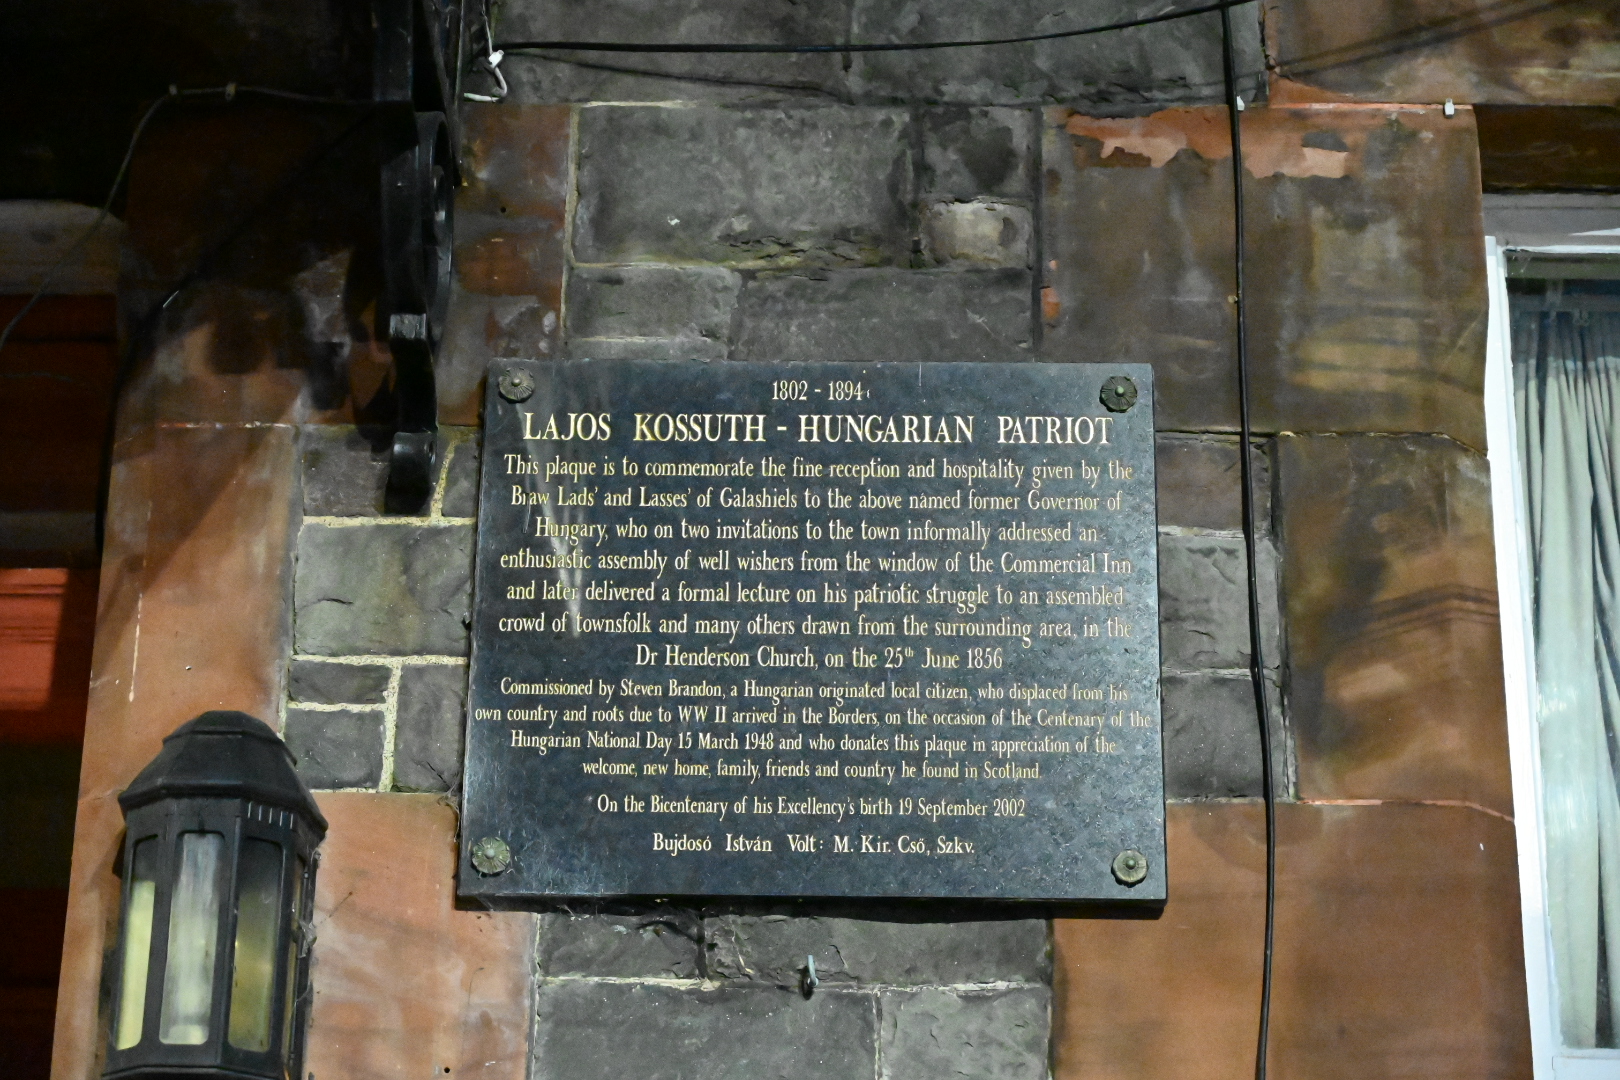 1802 - 1894
LAJOS KOSSUTH - HUNGARIAN PATRIOT
This plaque is to commemorate the fine reception and hospitality given by the
Braw Lads' and Lasses' of Galashiels to the above named former Governor of
Hungary, who on two invitations to the town informally addressed an
enthusiastic assembly of well wishers from the window of the Commercial Inn
and later delivered a formal lecture on his patriotic struggle to an assembled
crowd of townsfolk and many others drawn from the surrounding area, in the
Dr Henderson Church, on the 25th June 1856
Commissioned by Steven Brandon, a Hungarian originated local citizen, who displaced from his
own country and roots due to WW II arrived in the Borders, on the occasion of the Centenary of the
Hungarian National Day 15 March 1948 and who donates this plaque in appreciation of the
welcome, new home, family, friends and country he found in Scotland.
On the Bicentenary of his Excellency's birth 19 September 2002
Bujdosó István Volt: M. Kir. Csö, Szkv.